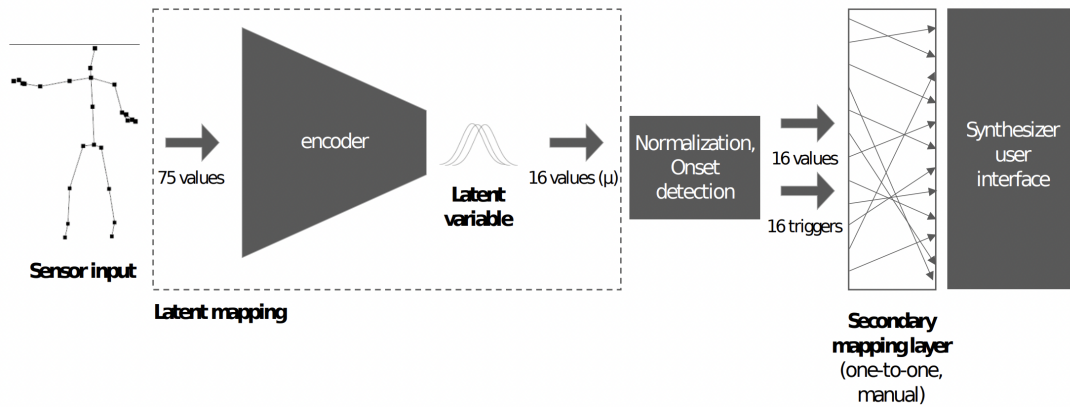 Sensor input
75 values
encoder
Latent
variable
16 values (μ)
Latent mapping
Normalization,
Onset
detection
16 values
16 triggers
Secondary
mapping layer
(one-to-one,
manual)
Synthesizer
user
interface